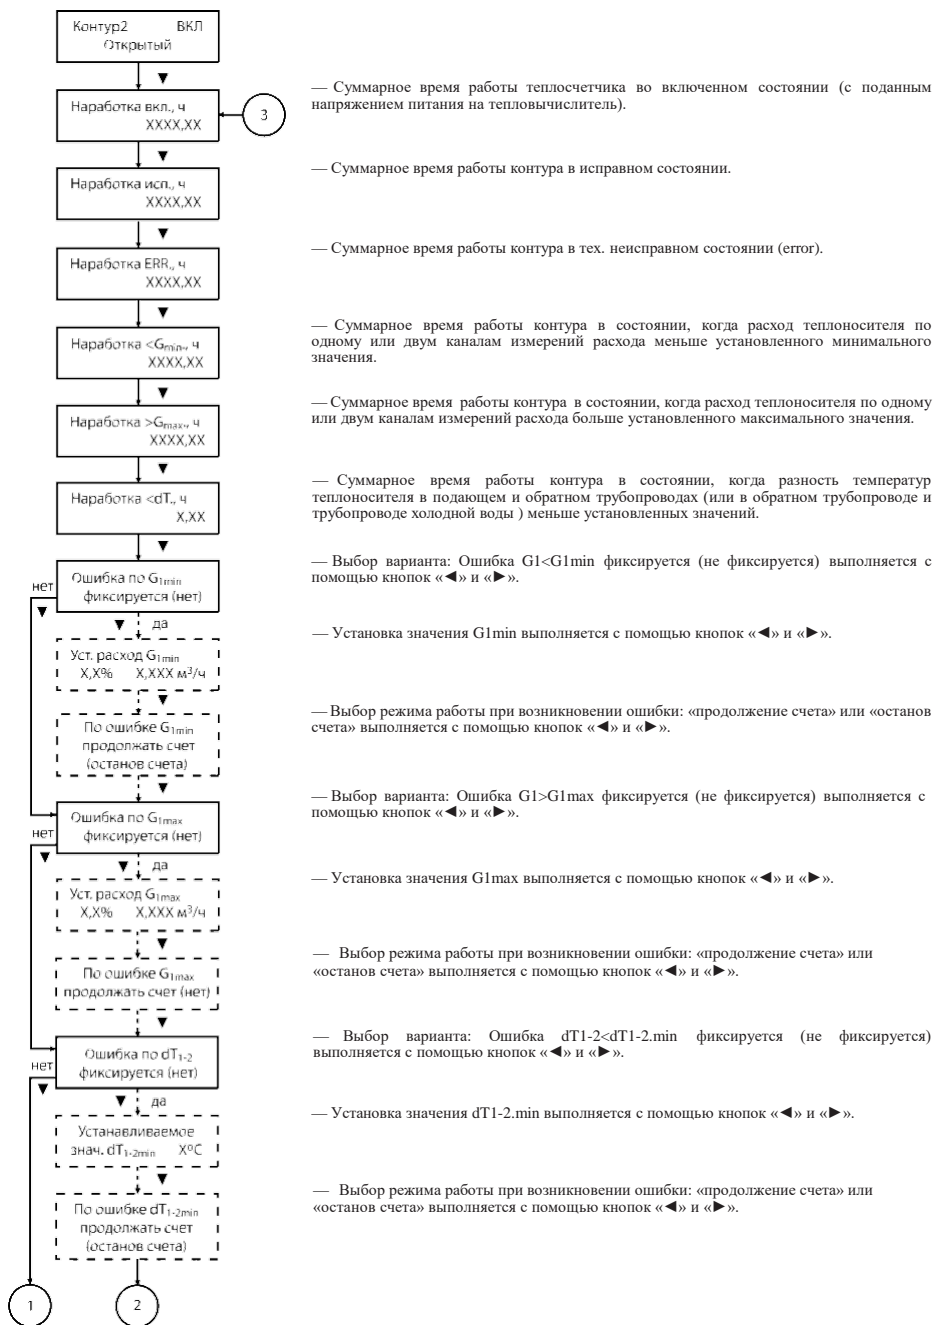 Контур2 ВКЛ
Открытый
▼
Наработка вкл., ч
XXXX,XX
3
— Суммарное время работы теплосчетчика во включенном состоянии (с поданным
напряжением питания на тепловычислитель).
▼
Наработка исп., ч
XXXX,XX
— Суммарное время работы контура в исправном состоянии.
▼
Наработка ERR., ч
XXXX,XX
— Суммарное время работы контура в тех. неисправном состоянии (error).
▼
Наработка <Gmin., ч
XXXX,XX
— Суммарное время работы контура в состоянии, когда расход теплоносителя по
одному или двум каналам измерений расхода меньше установленного минимального
значения.
▼
Наработка >Gmax., ч
XXXX,XX
— Суммарное время работы контура в состоянии, когда расход теплоносителя по одному
или двум каналам измерений расхода больше установленного максимального значения.
▼
Наработка <dT., ч
X,XX
— Суммарное время работы контура в состоянии, когда разность температур
теплоносителя в подающем и обратном трубопроводах (или в обратном трубопроводе и
трубопроводе холодной воды ) меньше установленных значений.
▼
Ошибка по G1min
фиксируется (нет)
— Выбор варианта: Ошибка G1<G1min фиксируется (не фиксируется) выполняется с
помощью кнопок «◄» и «►».
нет
▼
▼ да
Уст. расход G1min
X,X% X,XXX м³/ч
— Установка значения G1min выполняется с помощью кнопок «◄» и «►».
▼
По ошибке G1min
продолжать счет
(останов счета)
— Выбор режима работы при возникновении ошибки: «продолжение счета» или «останов
счета» выполняется с помощью кнопок «◄» и «►».
▼
Ошибка по G1max
фиксируется (нет)
— Выбор варианта: Ошибка G1>G1max фиксируется (не фиксируется) выполняется с
помощью кнопок «◄» и «►».
нет
▼
▼ да
Уст. расход G1max
X,X% X,XXX м³/ч
— Установка значения G1max выполняется с помощью кнопок «◄» и «►».
▼
По ошибке G1max
продолжать счет (нет)
— Выбор режима работы при возникновении ошибки: «продолжение счета» или
«останов счета» выполняется с помощью кнопок «◄» и «►».
▼
Ошибка по dT1-2
фиксируется (нет)
— Выбор варианта: Ошибка dT1-2<dT1-2.min фиксируется (не фиксируется)
выполняется с помощью кнопок «◄» и «►».
нет
▼
▼ да
Устанавливаемое
знач. dT1-2min XºC
— Установка значения dT1-2.min выполняется с помощью кнопок «◄» и «►».
▼
По ошибке dT1-2min
продолжать счет
(останов счета)
— Выбор режима работы при возникновении ошибки: «продолжение счета» или
«останов счета» выполняется с помощью кнопок «◄» и «►».
1
2